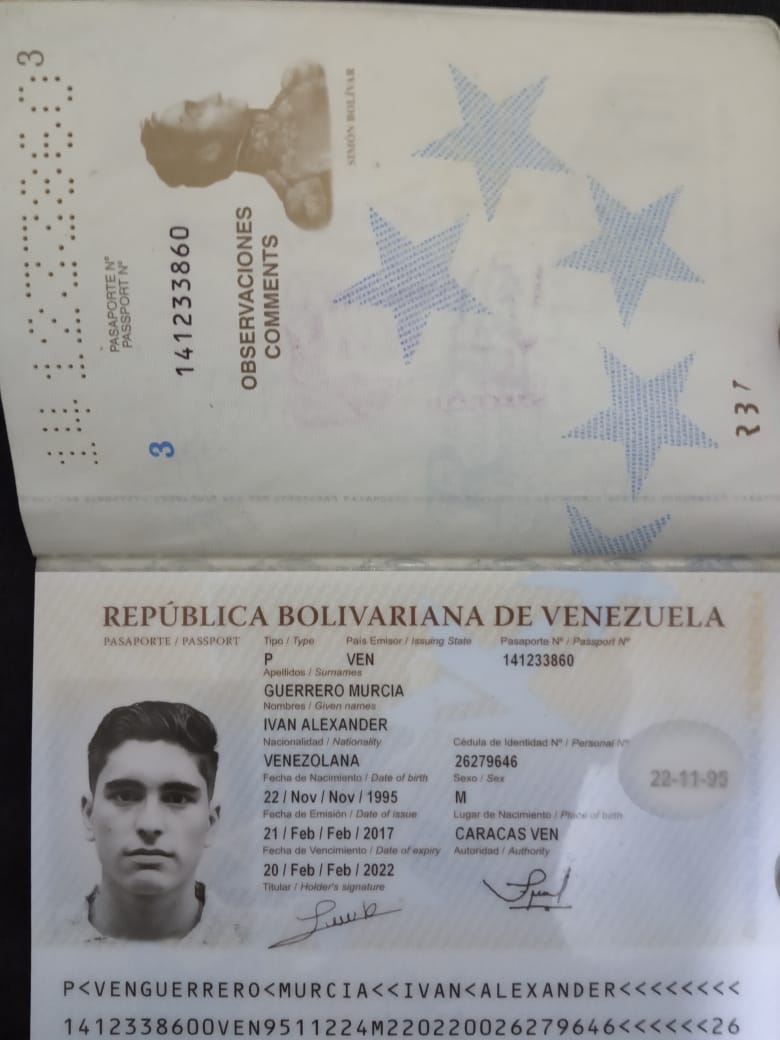 3
PASAPORTE Nº
PASSPORT Nº
141233860
SIMÓN BOLÍVAR
OBSERVACIONES
COMMENTS
3
REPÚBLICA BOLIVARIANA DE VENEZUELA
PASAPORTE / PASSPORT Tipo / Type País Emisor / Issuing State Pasaporte Nº / Passport Nº
P VEN 141233860
Apellidos / Surnames
GUERRERO MURCIA
Nombres / Given names
IVAN ALEXANDER
Nacionalidad / Nationality Cédula de Identidad Nº / Personal Nº
VENEZOLANA 26279646
Fecha de Nacimiento / Date of birth Sexo / Sex
22 / Nov / Nov / 1995 M
Fecha de Emisión / Date of issue Lugar de Nacimiento / Place of birth
21 / Feb / Feb / 2017 CARACAS VEN
Fecha de Vencimiento / Date of expiry Autoridad / Authority
20 / Feb / Feb / 2022
Titular / Holder's signature
22-11-95
P<VENGUERRERO<MURCIA<<IVAN<ALEXANDER<<<<<<<<
1412338600VEN9511224M22022002​6279646<<<<<<26